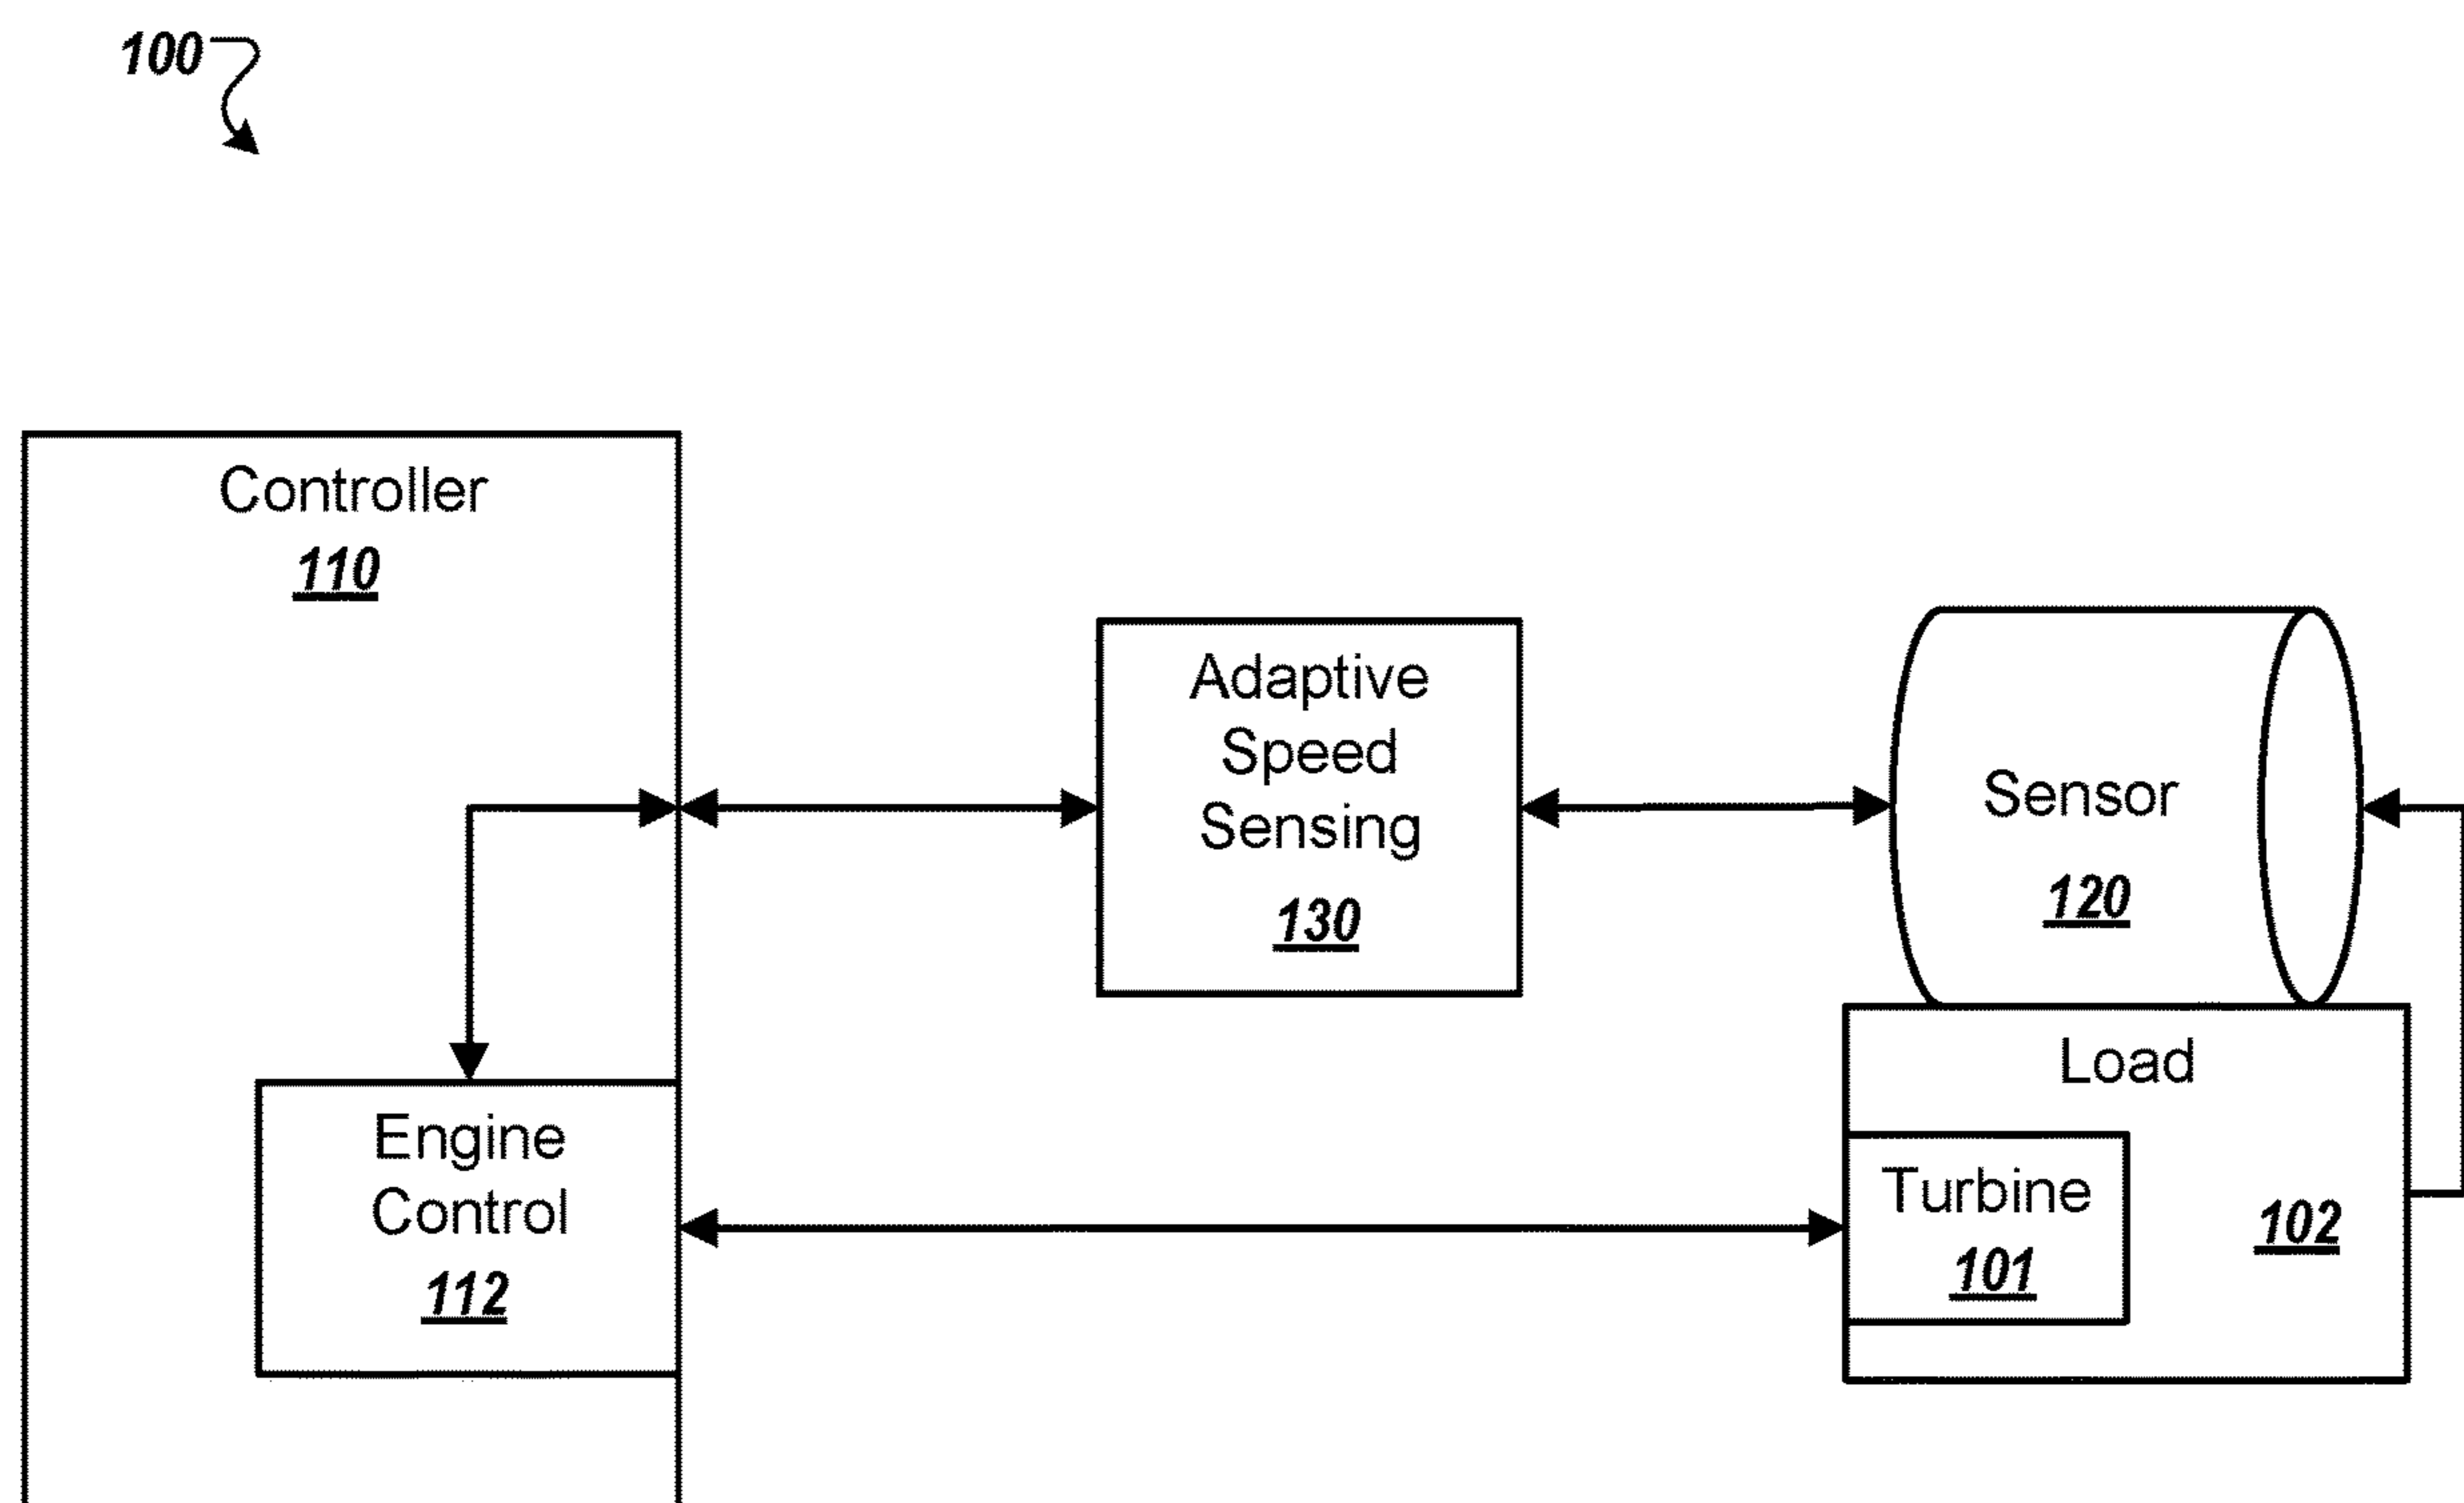 100
Controller
110
Adaptive
Speed
Sensing
130
Sensor
120
Load
Engine
Control
112
Turbine
101
102